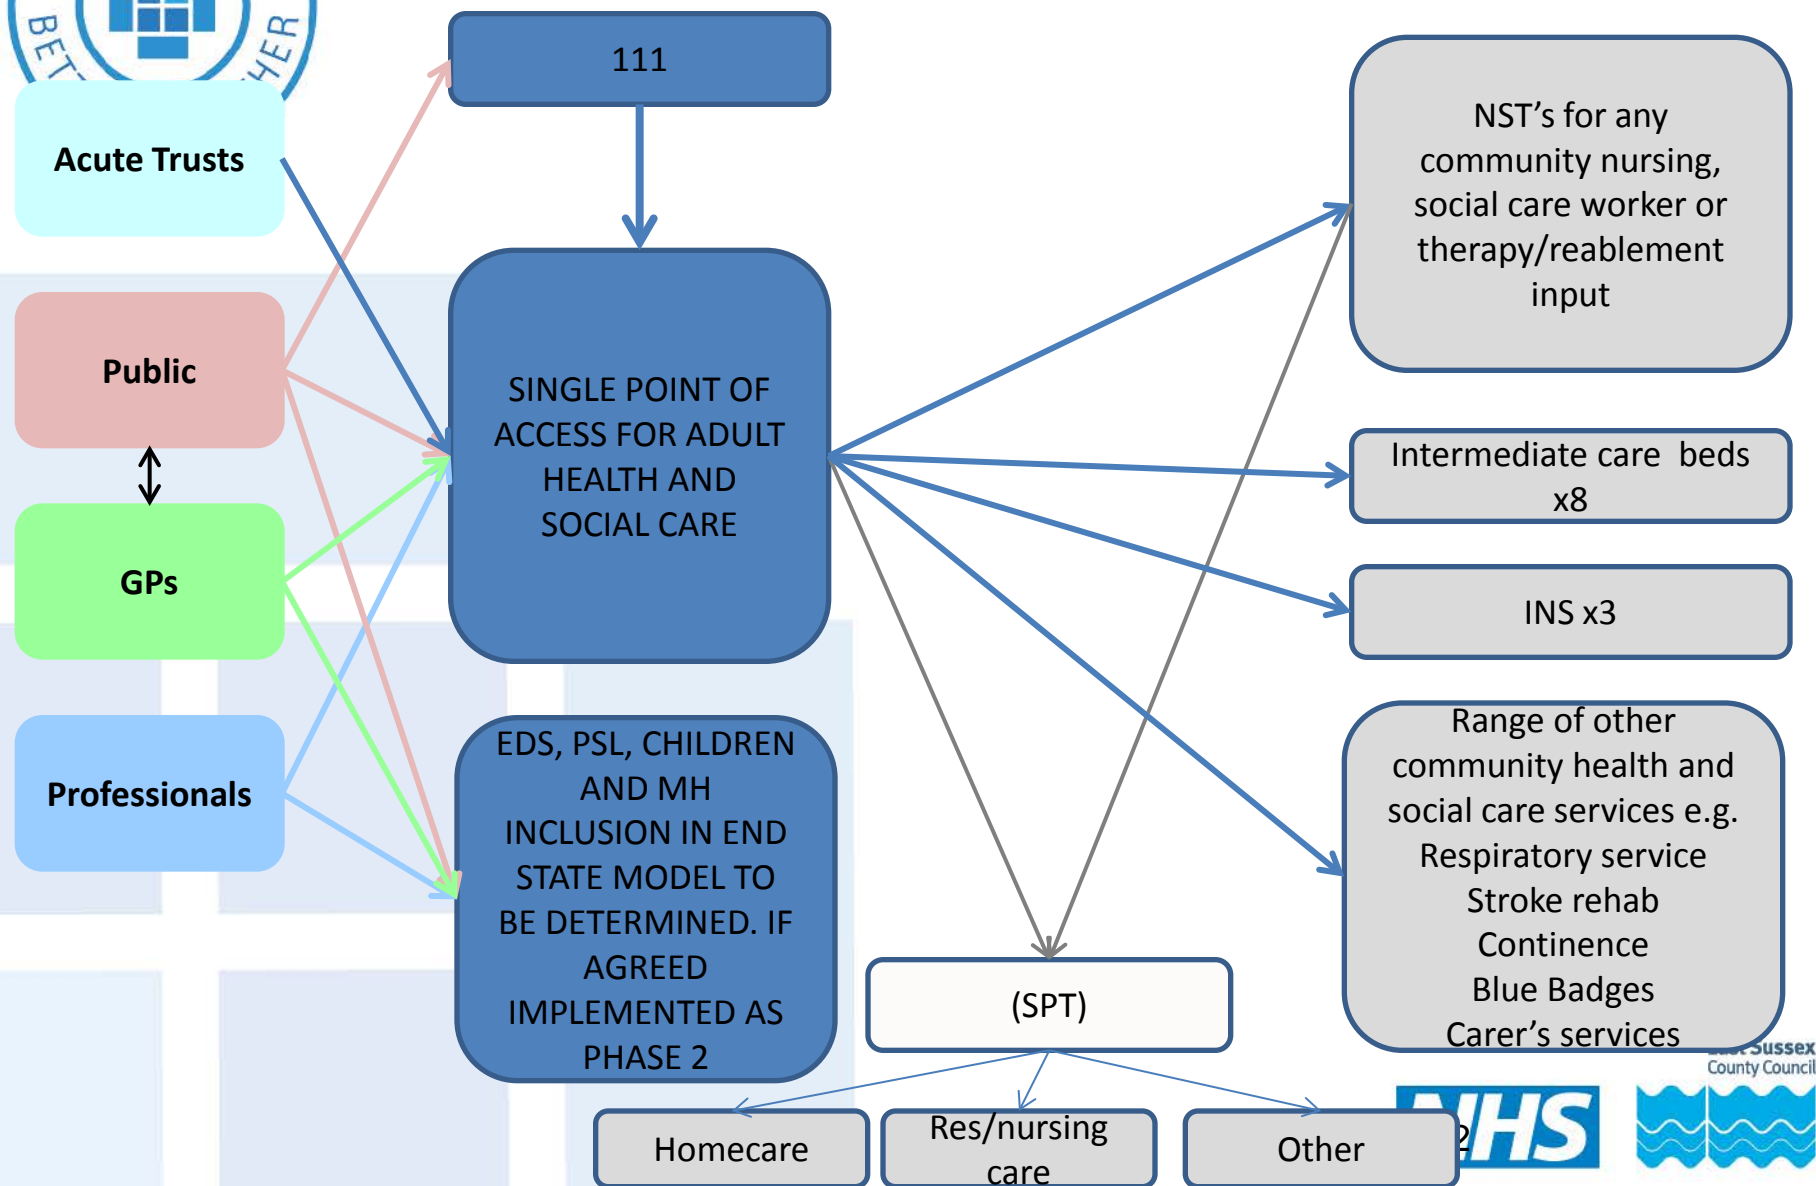 111
Acute Trusts
Public
GPs
Professionals
SINGLE POINT OF
ACCESS FOR ADULT
HEALTH AND
SOCIAL CARE
EDS, PSL, CHILDREN
AND MH
INCLUSION IN END
STATE MODEL TO
BE DETERMINED. IF
AGREED
IMPLEMENTED AS
PHASE 2
NST’s for any
community nursing,
social care worker or
therapy/reablement
input
Intermediate care  beds
x8
INS x3
Range of other
community health and
social care services e.g.
Respiratory service
Stroke rehab
Continence
Blue Badges
Carer’s services
(SPT)
Homecare
Res/nursing
care
Other
2
NHS
East Sussex
County Council